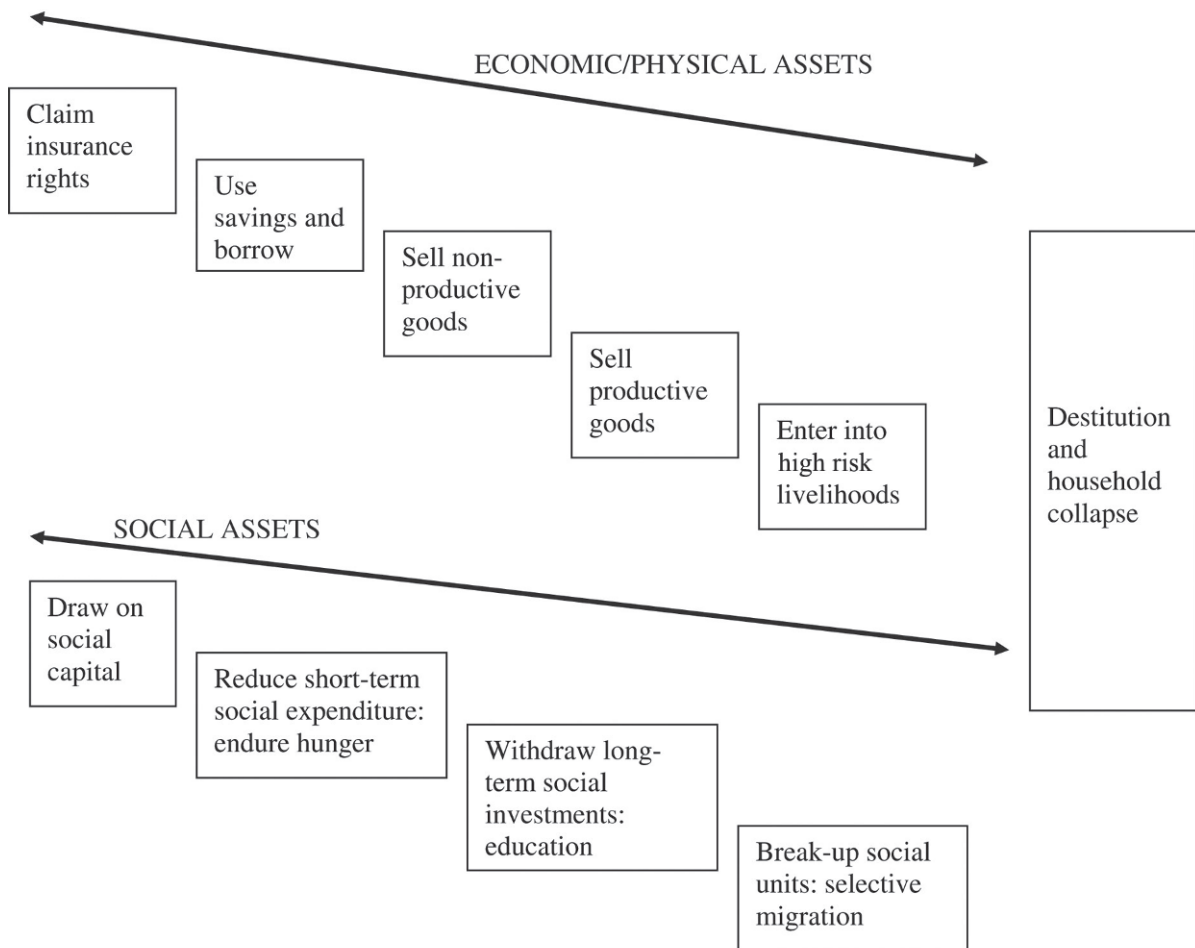 ECONOMIC/PHYSICAL ASSETS
Claim
insurance
rights
Use
savings and
borrow
Sell non-
productive
goods
Sell
productive
goods
Enter into
high risk
livelihoods
Destitution
and
household
collapse
SOCIAL ASSETS
Draw on
social
capital
Reduce short-term
social expenditure:
endure hunger
Withdraw long-
term social
investments:
education
Break-up social
units: selective
migration